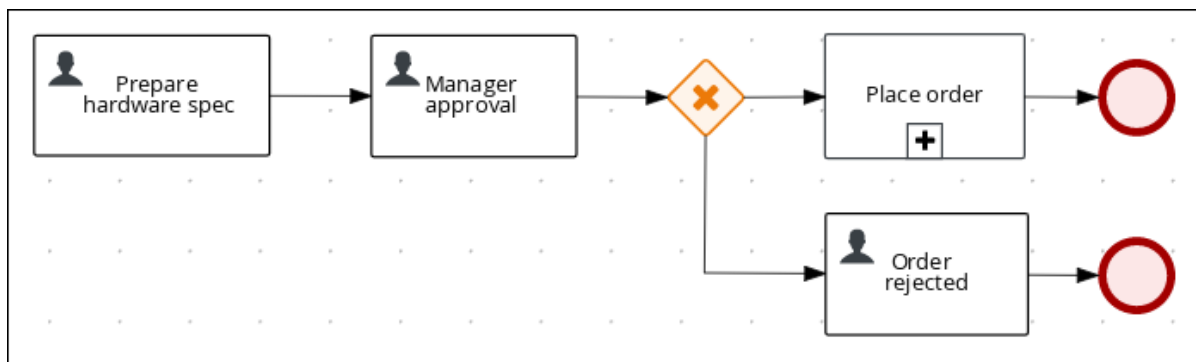 Prepare
hardware spec
Manager
approval
Place order
Order
rejected